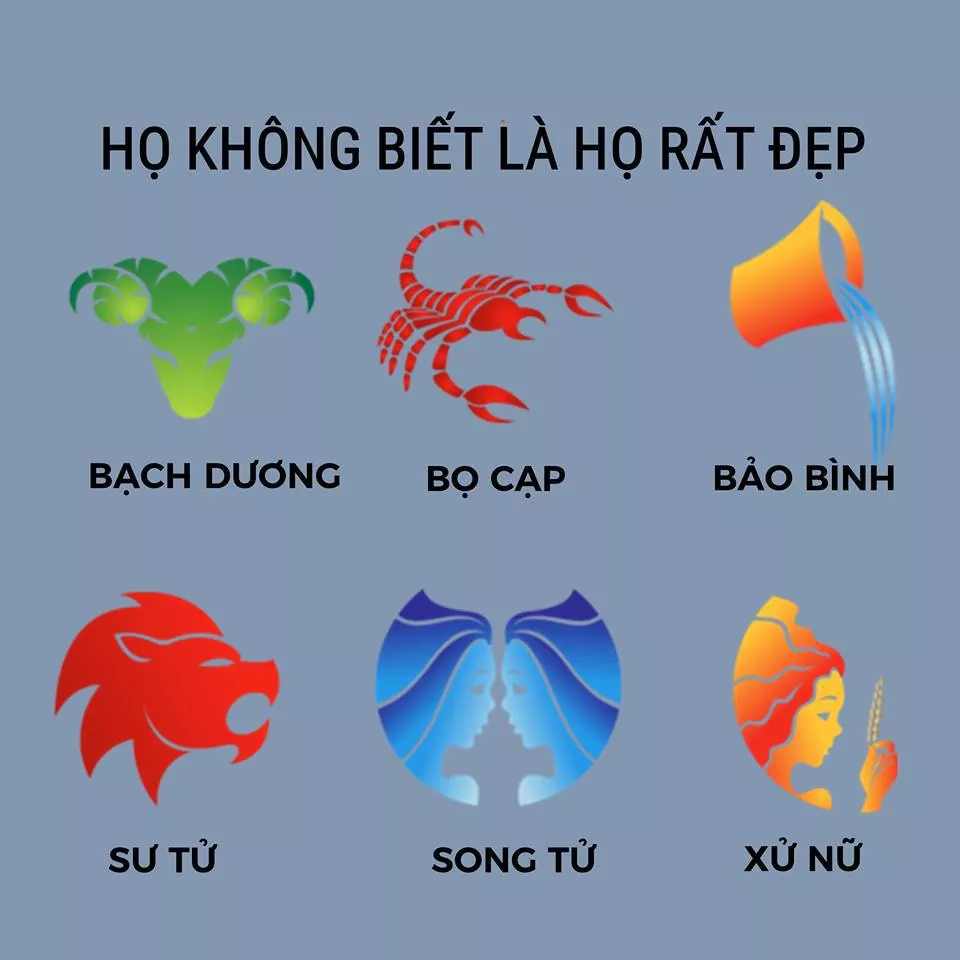 HỌ KHÔNG BIẾT LÀ HỌ RẤT ĐẸP
BẠCH DƯƠNG
BỌ CẠP
BẢO BÌNH
SƯ TỬ
SONG TỬ
XỬ NỮ